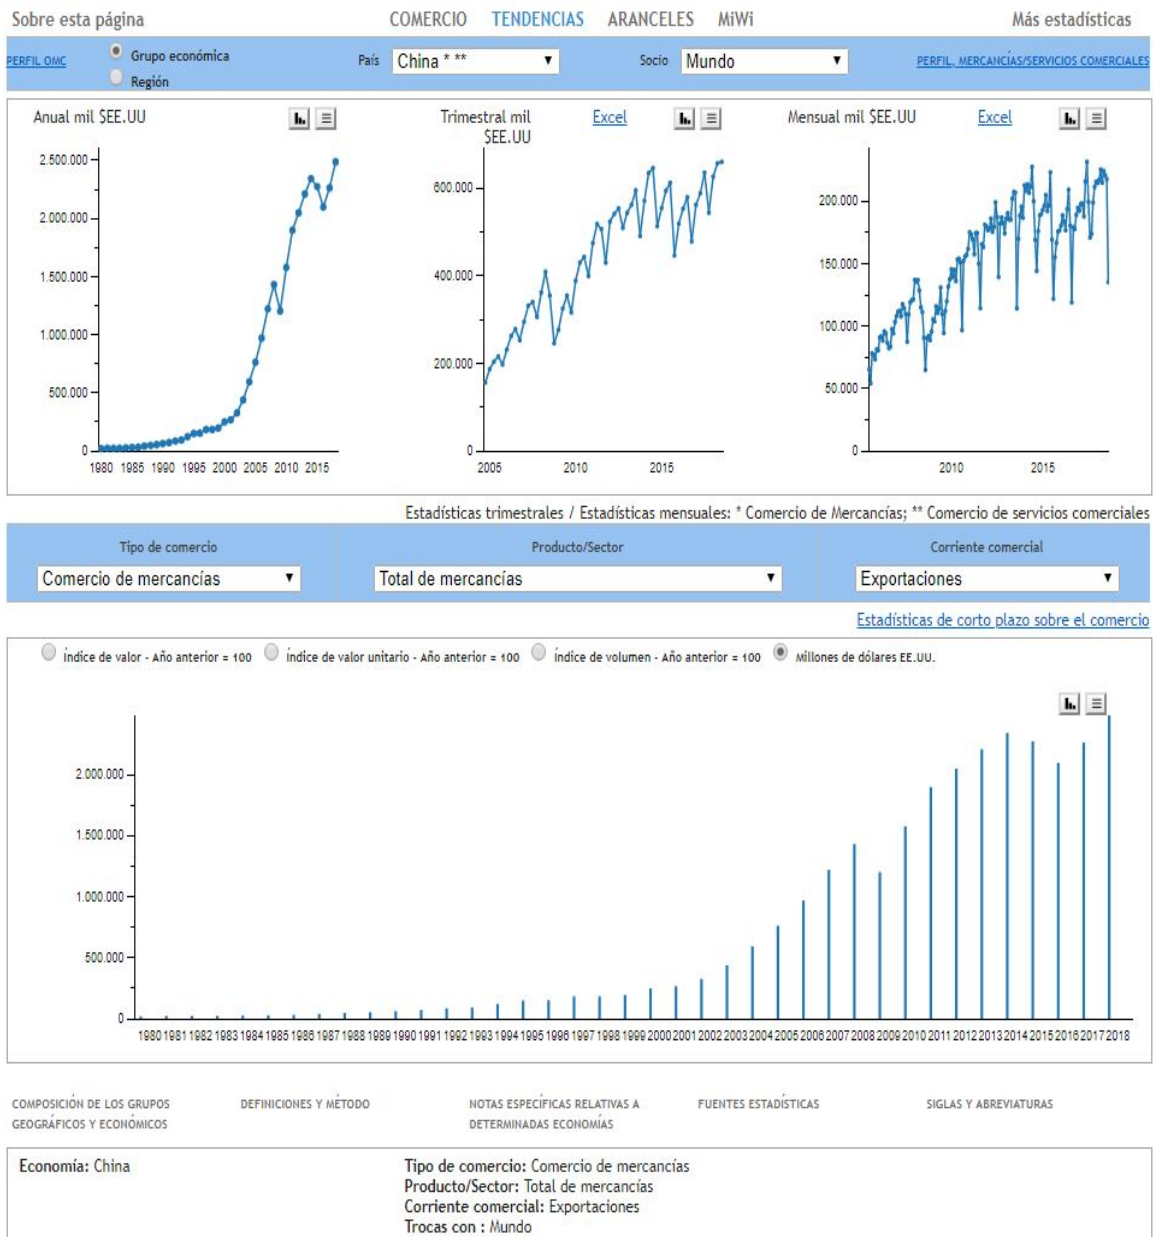 Sobre esta página COMERCIO TENDENCIAS ARANCELES MiWi Más estadísticas
PERFIL OMC Grupo económica País China * ** Socio Mundo PERFIL, MERCANCÍAS/SERVICIOS COMERCIALES
Región
Anual mil $EE.UU
Trimestral mil Excel
$EE.UU
Mensual mil $EE.UU Excel
2.500.000
2.000.000
1.500.000
1.000.000
500.000
0
1980 1985 1990 1995 2000 2005 2010 2015
600.000
400.000
200.000
0
2005 2010 2015
200.000
150.000
100.000
50.000
0
2010 2015
Estadísticas trimestrales / Estadísticas mensuales: * Comercio de Mercancías; ** Comercio de servicios comerciales
Tipo de comercio Producto/Sector Corriente comercial
Comercio de mercancías Total de mercancías Exportaciones
Estadísticas de corto plazo sobre el comercio
Índice de valor - Año anterior = 100 Índice de valor unitario - Año anterior = 100 Índice de volumen - Año anterior = 100 Millones de dólares EE.UU.
2.000.000
1.500.000
1.000.000
500.000
0
1980 1981 1982 1983 1984 1985 1986 1987 1988 1989 1990 1991 1992 1993 1994 1995 1996 1997 1998 1999 2000 2001 2002 2003 2004 2005 2006 2007 2008 2009 2010 2011 2012 2013 2014 2015 2016 2017 2018
COMPOSICIÓN DE LOS GRUPOS DEFINICIONES Y MÉTODO NOTAS ESPECÍFICAS RELATIVAS A FUENTES ESTADÍSTICAS SIGLAS Y ABREVIATURAS
GEOGRÁFICOS Y ECONÓMICOS DETERMINADAS ECONOMÍAS
Economía: China Tipo de comercio: Comercio de mercancías
Producto/Sector: Total de mercancías
Corriente comercial: Exportaciones
Trocas con : Mundo